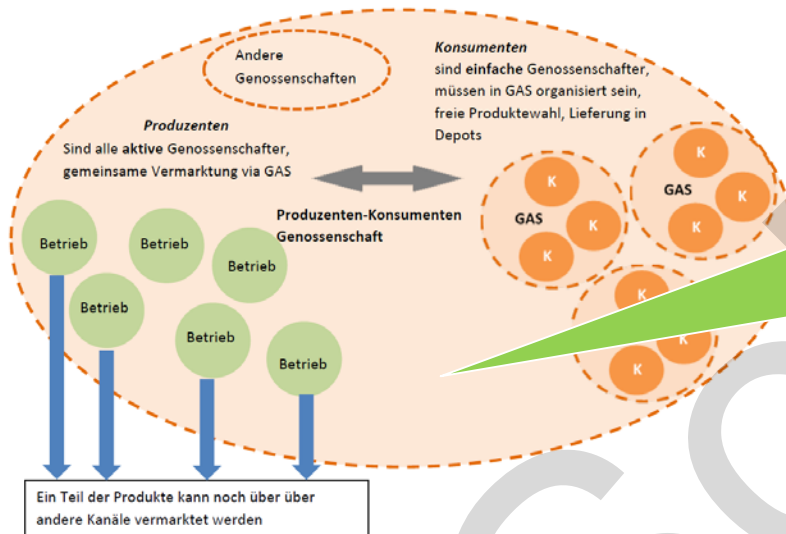 Andere
Genossenschaften
Konsumenten
sind einfache Genossenschafter,
müssen in GAS organisiert sein,
freie Produktewahl, Lieferung in
Depots
Produzenten
Sind alle aktive Genossenschafter,
gemeinsame Vermarktung via GAS
Produzenten-Konsumenten
Genossenschaft
K
GAS
K
K
K
GAS
K
K
K
K
K
Betrieb
Betrieb
Betrieb
Betrieb
Betrieb
Betrieb
Ein Teil der Produkte kann noch über über
andere Kanäle vermarktet werden